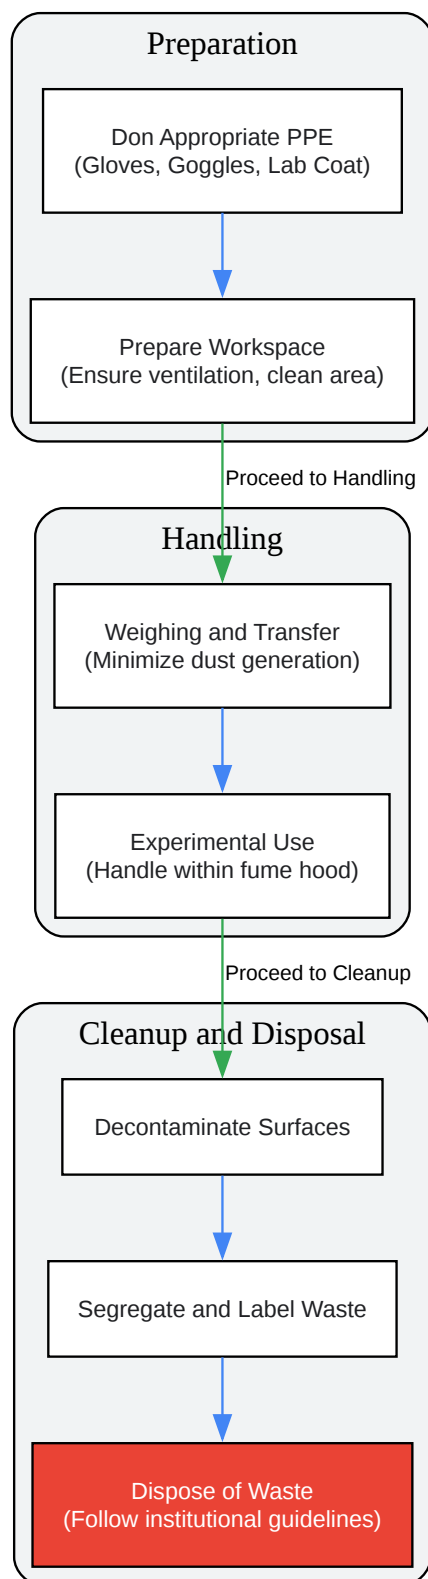 Preparation
Don Appropriate PPE
(Gloves, Goggles, Lab Coat)
Prepare Workspace
(Ensure ventilation, clean area)
Proceed to Handling
Handling
Weighing and Transfer
(Minimize dust generation)
Experimental Use
(Handle within fume hood)
Proceed to Cleanup
Cleanup and Disposal
Decontaminate Surfaces
Segregate and Label Waste
Dispose of Waste
(Follow institutional guidelines)